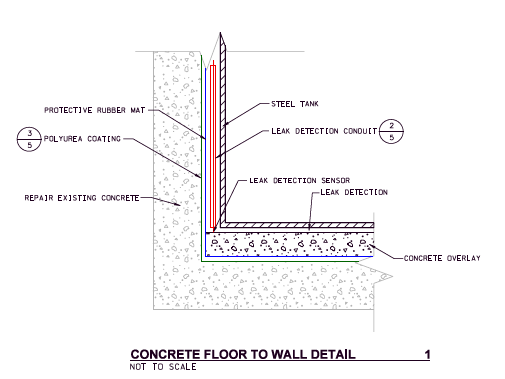 STEEL TANK
PROTECTIVE RUBBER MAT
3
5
POLYUREA COATING
LEAK DETECTION CONDUIT
2
5
LEAK DETECTION SENSOR
LEAK DETECTION
REPAIR EXISTING CONCRETE
CONCRETE OVERLAY
CONCRETE FLOOR TO WALL DETAIL 1
NOT TO SCALE